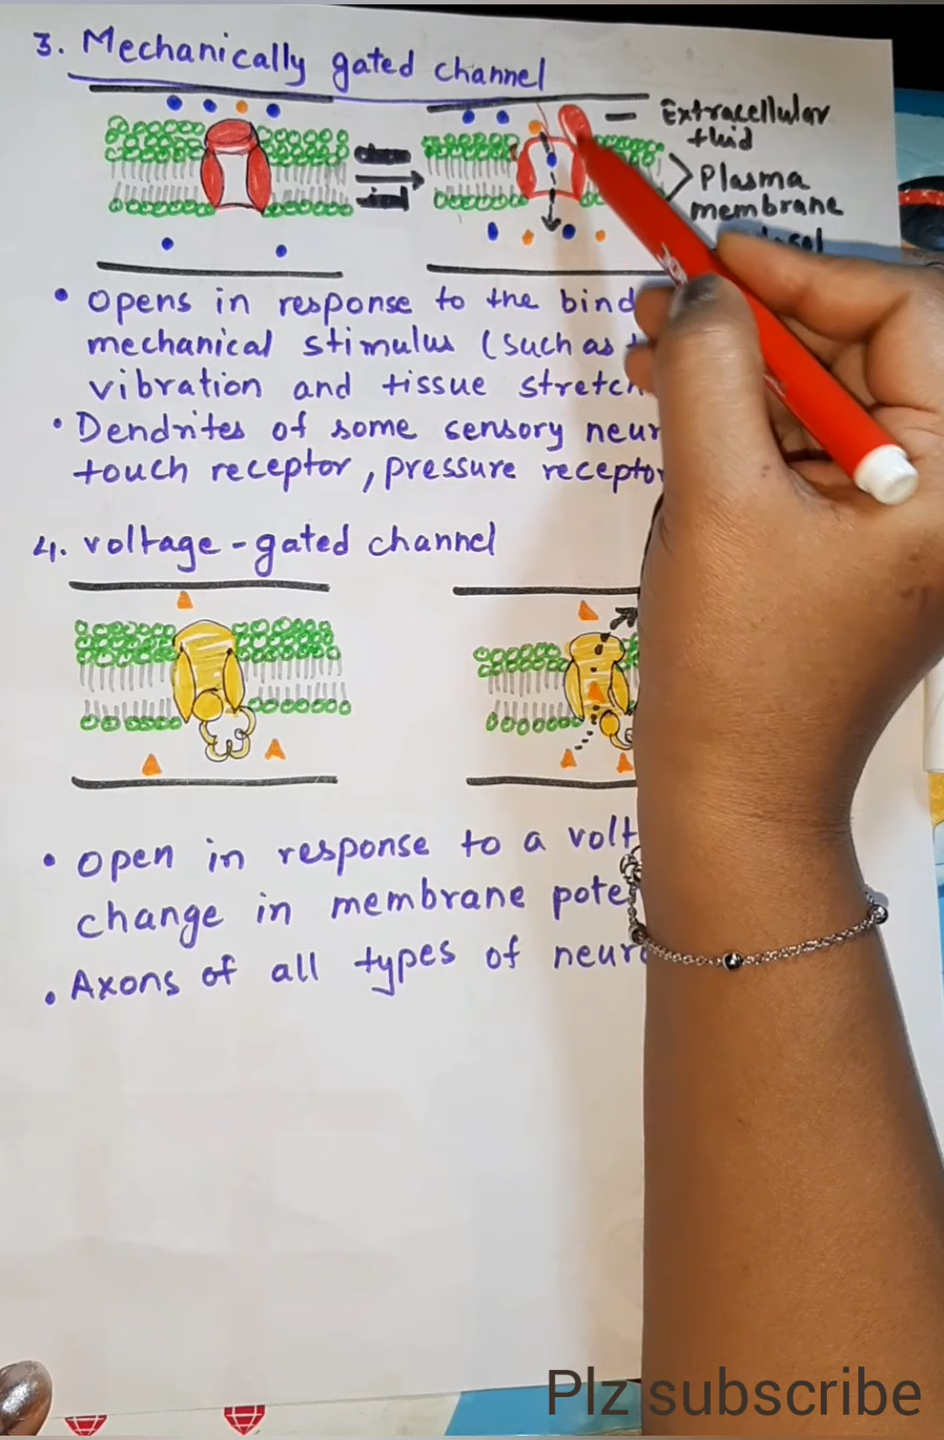 3. Mechanically gated channel
Extracellular
fluid
Plasma
membrane
• opens in response to the bind
mechanical stimulus (such as
vibration and tissue stretch
• Dendrites of some sensory neur
touch receptor, pressure receptor
4. voltage-gated channel
• open in response to a volt
change in membrane pote
• Axons of all types of neuro
Plz subscribe